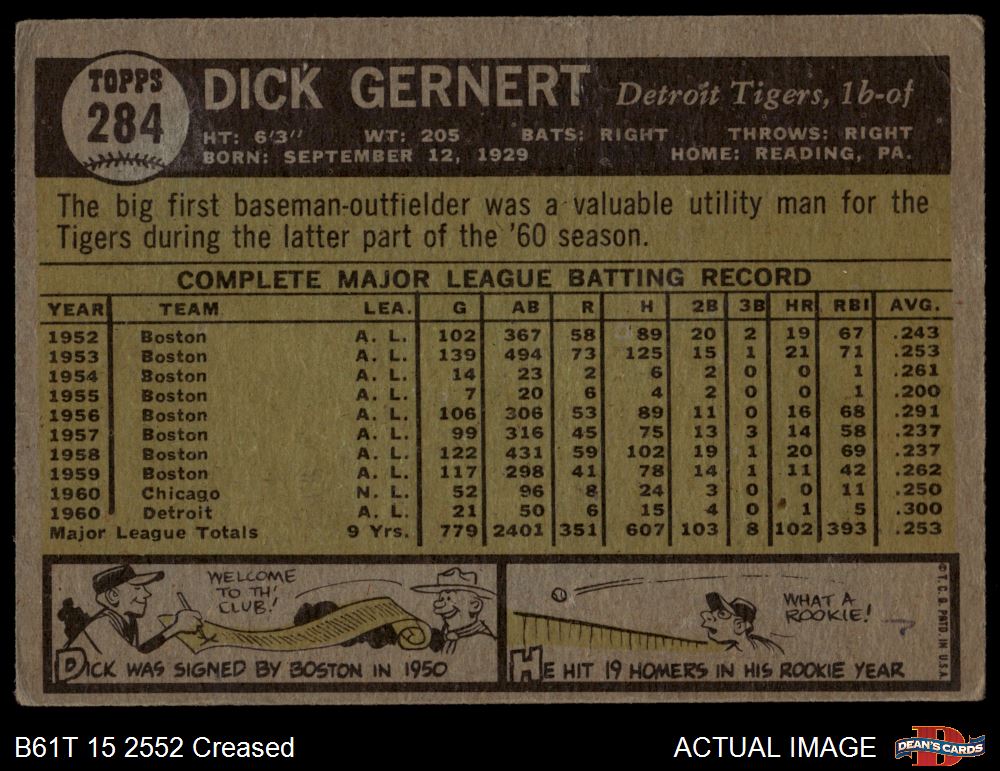 TOPPS
284
DICK GERNERT Detroit Tigers, 1b-of
HT: 6'3" WT: 205 BATS: RIGHT THROWS: RIGHT
BORN: SEPTEMBER 12, 1929 HOME: READING, PA.
The big first baseman-outfielder was a valuable utility man for the
Tigers during the latter part of the '60 season.
COMPLETE MAJOR LEAGUE BATTING RECORD
YEAR TEAM LEA. G AB R H 2B 3B HR RBI AVG.
1952 Boston A. L. 102 367 58 89 20 2 19 67 .243
1953 Boston A. L. 139 494 73 125 15 1 21 71 .253
1954 Boston A. L. 14 23 2 6 2 0 0 1 .261
1955 Boston A. L. 7 20 6 4 2 0 0 1 .200
1956 Boston A. L. 106 306 53 89 11 0 16 68 .291
1957 Boston A. L. 99 316 45 75 13 3 14 58 .237
1958 Boston A. L. 122 431 59 102 19 1 20 69 .237
1959 Boston A. L. 117 298 41 78 14 1 11 42 .262
1960 Chicago N. L. 52 96 8 24 3 0 0 11 .250
1960 Detroit A. L. 21 50 6 15 4 0 1 5 .300
Major League Totals 9 Yrs. 779 2401 351 607 103 8 102 393 .253
WELCOME
TO TH'
CLUB!
DICK WAS SIGNED BY BOSTON IN 1950
WHAT A
ROOKIE!
HE HIT 19 HOMERS IN HIS ROOKIE YEAR
© T. C. G. PRTD. IN U.S.A.
B61T 15 2552 Creased
ACTUAL IMAGE
DEAN'S CARDS